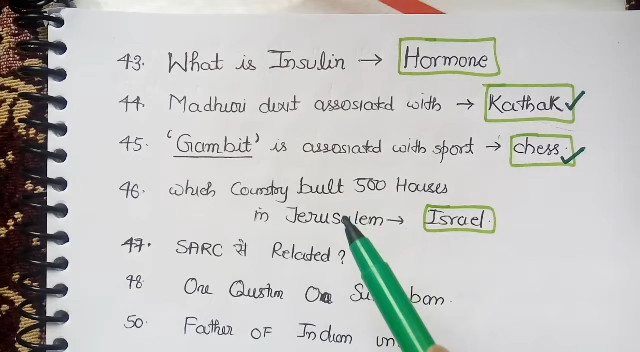 43. What is Insulin → Hormone
44. Madhuri dixit assosiated with → Kathak ✓
45. 'Gambit' is assosiated with sport → chess. ✓
46. which Country built 500 Houses
in Jerusalem → Israel
47. SARC से Related?
48. One Question On
50. Father OF Indian